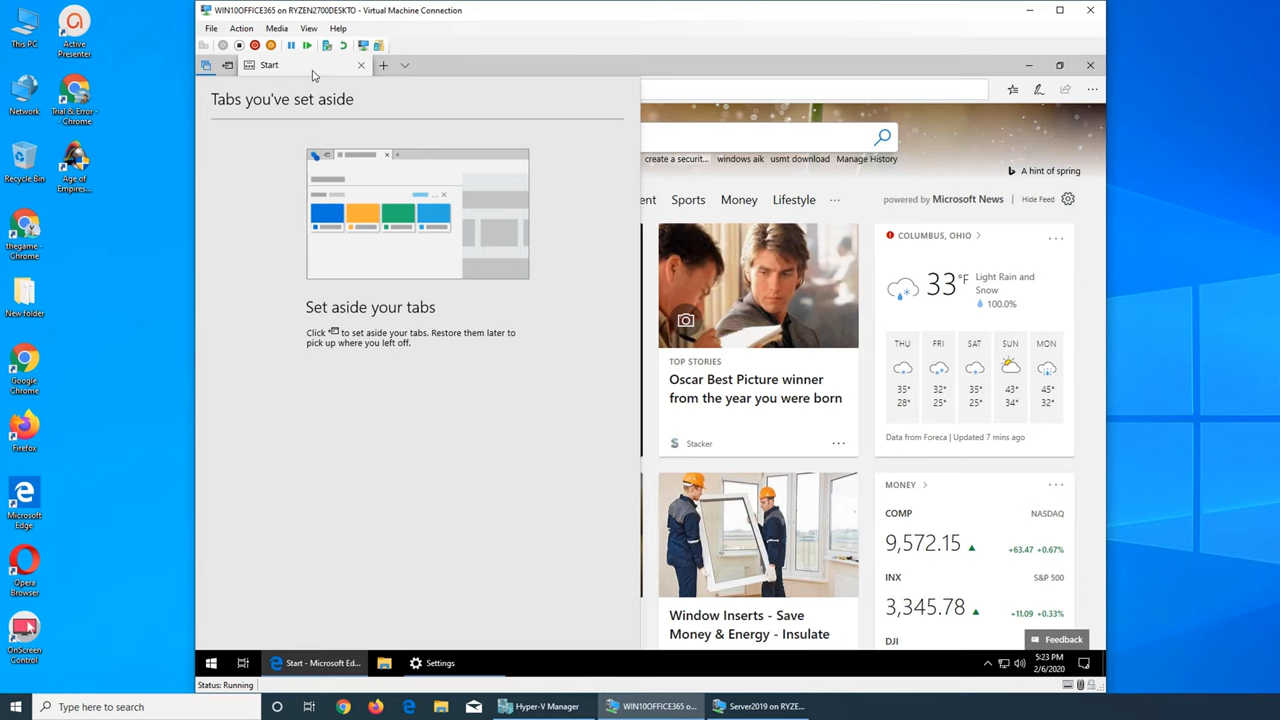 This PC
Active
Presenter
Network
Trial & Error -
- Chrome
Recycle Bin
Age of
Empires...
thegame -
Chrome
New folder
Google
Chrome
Firefox
Microsoft
Edge
Opera
Browser
OnScreen
Control
WIN10OFFICE365 on RYZEN2700DESKTO - Virtual Machine Connection
File Action Media View Help
Start
Tabs you've set aside
Set aside your tabs
Click to set aside your tabs. Restore them later to
pick up where you left off.
create a securit... windows aik usmt download Manage History
A hint of spring
ent Sports Money Lifestyle ... powered by Microsoft News Hide Feed
TOP STORIES
Oscar Best Picture winner
from the year you were born
Stacker
Window Inserts - Save
Money & Energy - Insulate
COLUMBUS, OHIO
33°F Light Rain and
Snow
100.0%
THU FRI SAT SUN MON
35° 32° 35° 43° 45°
28° 25° 25° 34° 32°
Data from Foreca | Updated 7 mins ago
MONEY
COMP NASDAQ
9,572.15 +63.47 +0.67%
INX S&P 500
3,345.78 +11.09 +0.33%
DJI
Feedback
Start - Microsoft Ed... Settings
5:23 PM
2/6/2020
Status: Running
Type here to search
Hyper-V Manager WIN10OFFICE365 o... Server2019 on RYZE...